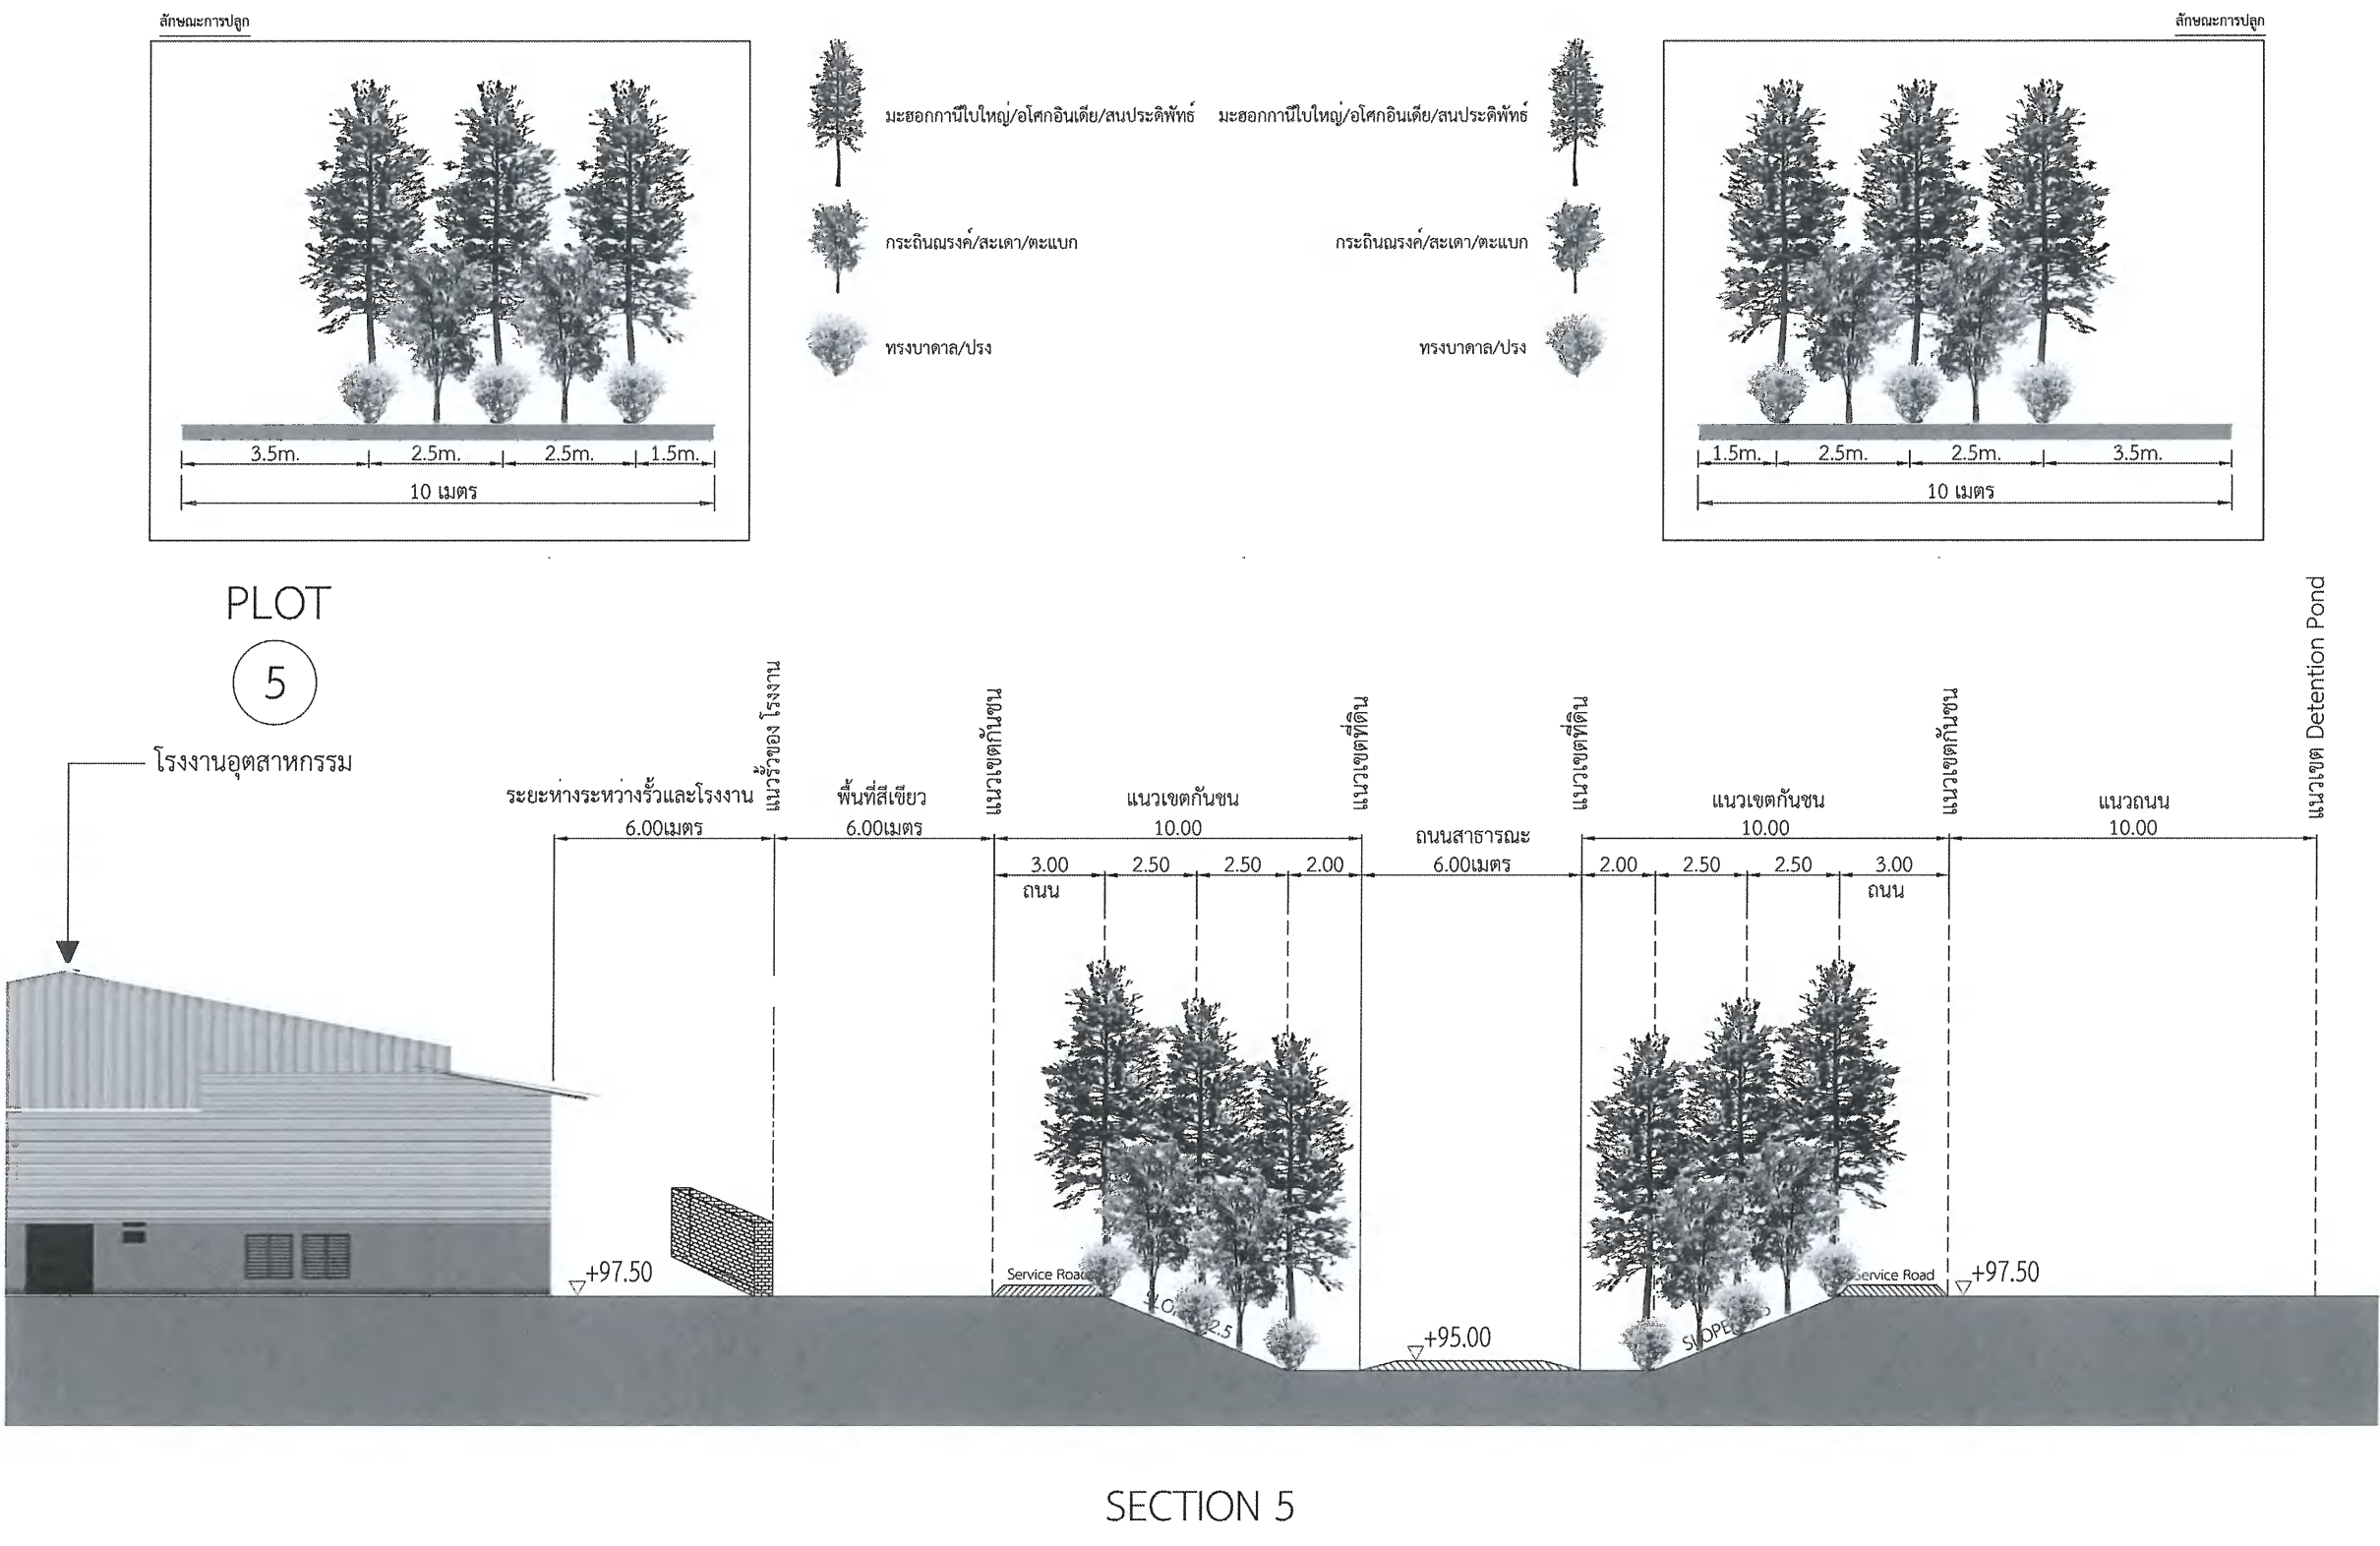 ลักษณะการปลูก
ลักษณะการปลูก
มะฮอกกานีใบใหญ่/อโศกอินเดีย/สนประดิพัทธ์
มะฮอกกานีใบใหญ่/อโศกอินเดีย/สนประดิพัทธ์
กระถินณรงค์/สะเดา/ตะแบก
กระถินณรงค์/สะเดา/ตะแบก
ทรงบาดาล/ปรง
ทรงบาดาล/ปรง
3.5m. 2.5m. 2.5m. 1.5m.
10 เมตร
1.5m. 2.5m. 2.5m. 3.5m.
10 เมตร
PLOT
5
โรงงานอุตสาหกรรม
ระยะห่างระหว่างรั้วและโรงงาน
6.00เมตร
แนวรั้วของ โรงงาน
พื้นที่สีเขียว
6.00เมตร
แนวเขตกันชน
แนวเขตกันชน
10.00
แนวเขตที่ดิน
ถนนสาธารณะ
6.00เมตร
แนวเขตที่ดิน
แนวเขตกันชน
10.00
แนวเขตกันชน
แนวถนน
10.00
แนวเขต Detention Pond
3.00 2.50 2.50 2.00
ถนน
2.00 2.50 2.50 3.00
ถนน
+97.50
Service Road
2.5
+95.00
SLOPE
Service Road
+97.50
SECTION 5